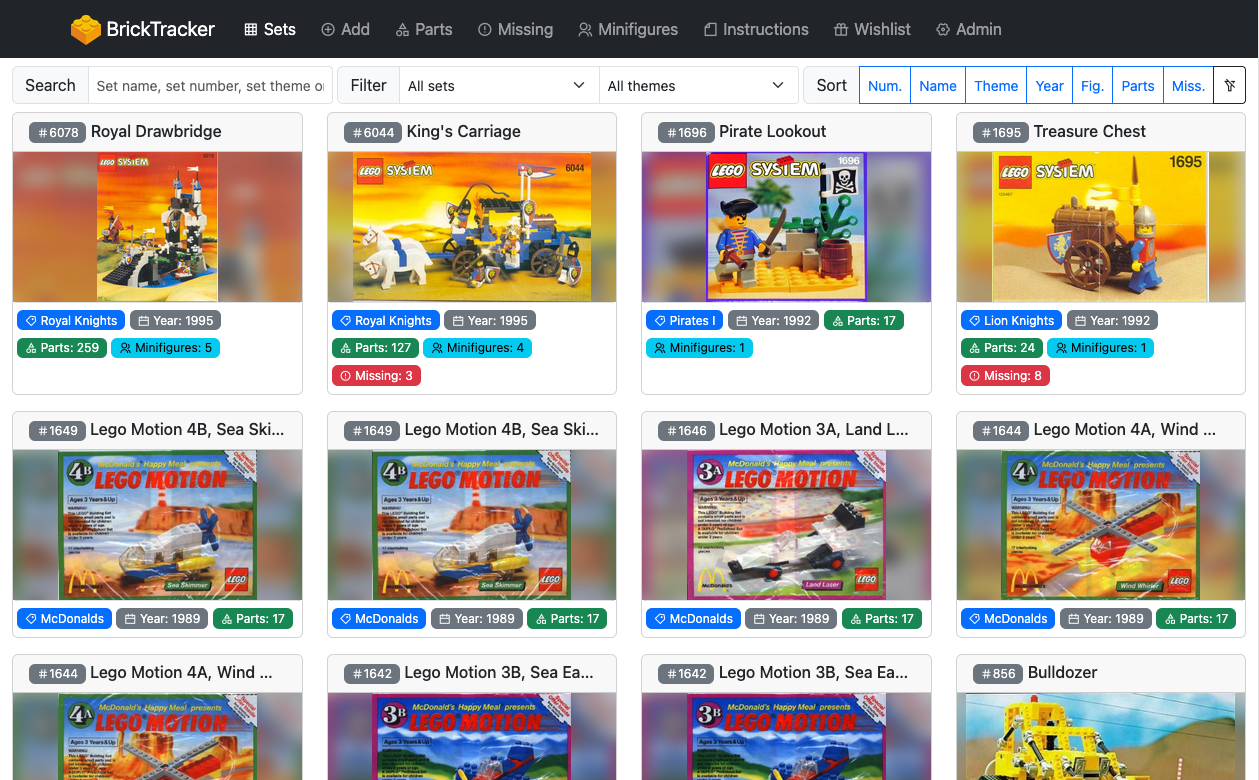 BrickTracker Sets Add Parts Missing Minifigures Instructions Wishlist Admin
Search Set name, set number, set theme or Filter All sets All themes Sort Num. Name Theme Year Fig. Parts Miss.
#6078 Royal Drawbridge
#6044 King's Carriage
#1696 Pirate Lookout
#1695 Treasure Chest
LEGO SYSTEM
LEGO SYSTEM 6044
LEGO SYSTEM 1696
LEGO SYSTEM 1695
Royal Knights Year: 1995
Parts: 259 Minifigures: 5
Royal Knights Year: 1995
Parts: 127 Minifigures: 4
Missing: 3
Pirates I Year: 1992 Parts: 17
Minifigures: 1
Lion Knights Year: 1992
Parts: 24 Minifigures: 1
Missing: 8
#1649 Lego Motion 4B, Sea Ski...
#1649 Lego Motion 4B, Sea Ski...
#1646 Lego Motion 3A, Land L...
#1644 Lego Motion 4A, Wind ...
4B McDonald's Happy Meal presents
LEGO MOTION
Ages 3 Years & Up
Sea Skimmer LEGO
4B McDonald's Happy Meal presents
LEGO MOTION
Ages 3 Years & Up
Sea Skimmer LEGO
3A McDonald's Happy Meal presents
LEGO MOTION
Ages 3 Years & Up
McDonald's Land Laser LEGO
4A McDonald's Happy Meal presents
LEGO MOTION
Ages 3 Years & Up
Wind Whirler LEGO
McDonalds Year: 1989 Parts: 17
McDonalds Year: 1989 Parts: 17
McDonalds Year: 1989 Parts: 17
McDonalds Year: 1989 Parts: 17
#1644 Lego Motion 4A, Wind ...
#1642 Lego Motion 3B, Sea Ea...
#1642 Lego Motion 3B, Sea Ea...
#856 Bulldozer
4A McDonald's Happy Meal presents
LEGO MOTION
Ages 3 Years & Up
3B McDonald's Happy Meal presents
LEGO MOTION
Ages 3 Years & Up
3B McDonald's Happy Meal presents
LEGO MOTION
Ages 3 Years & Up